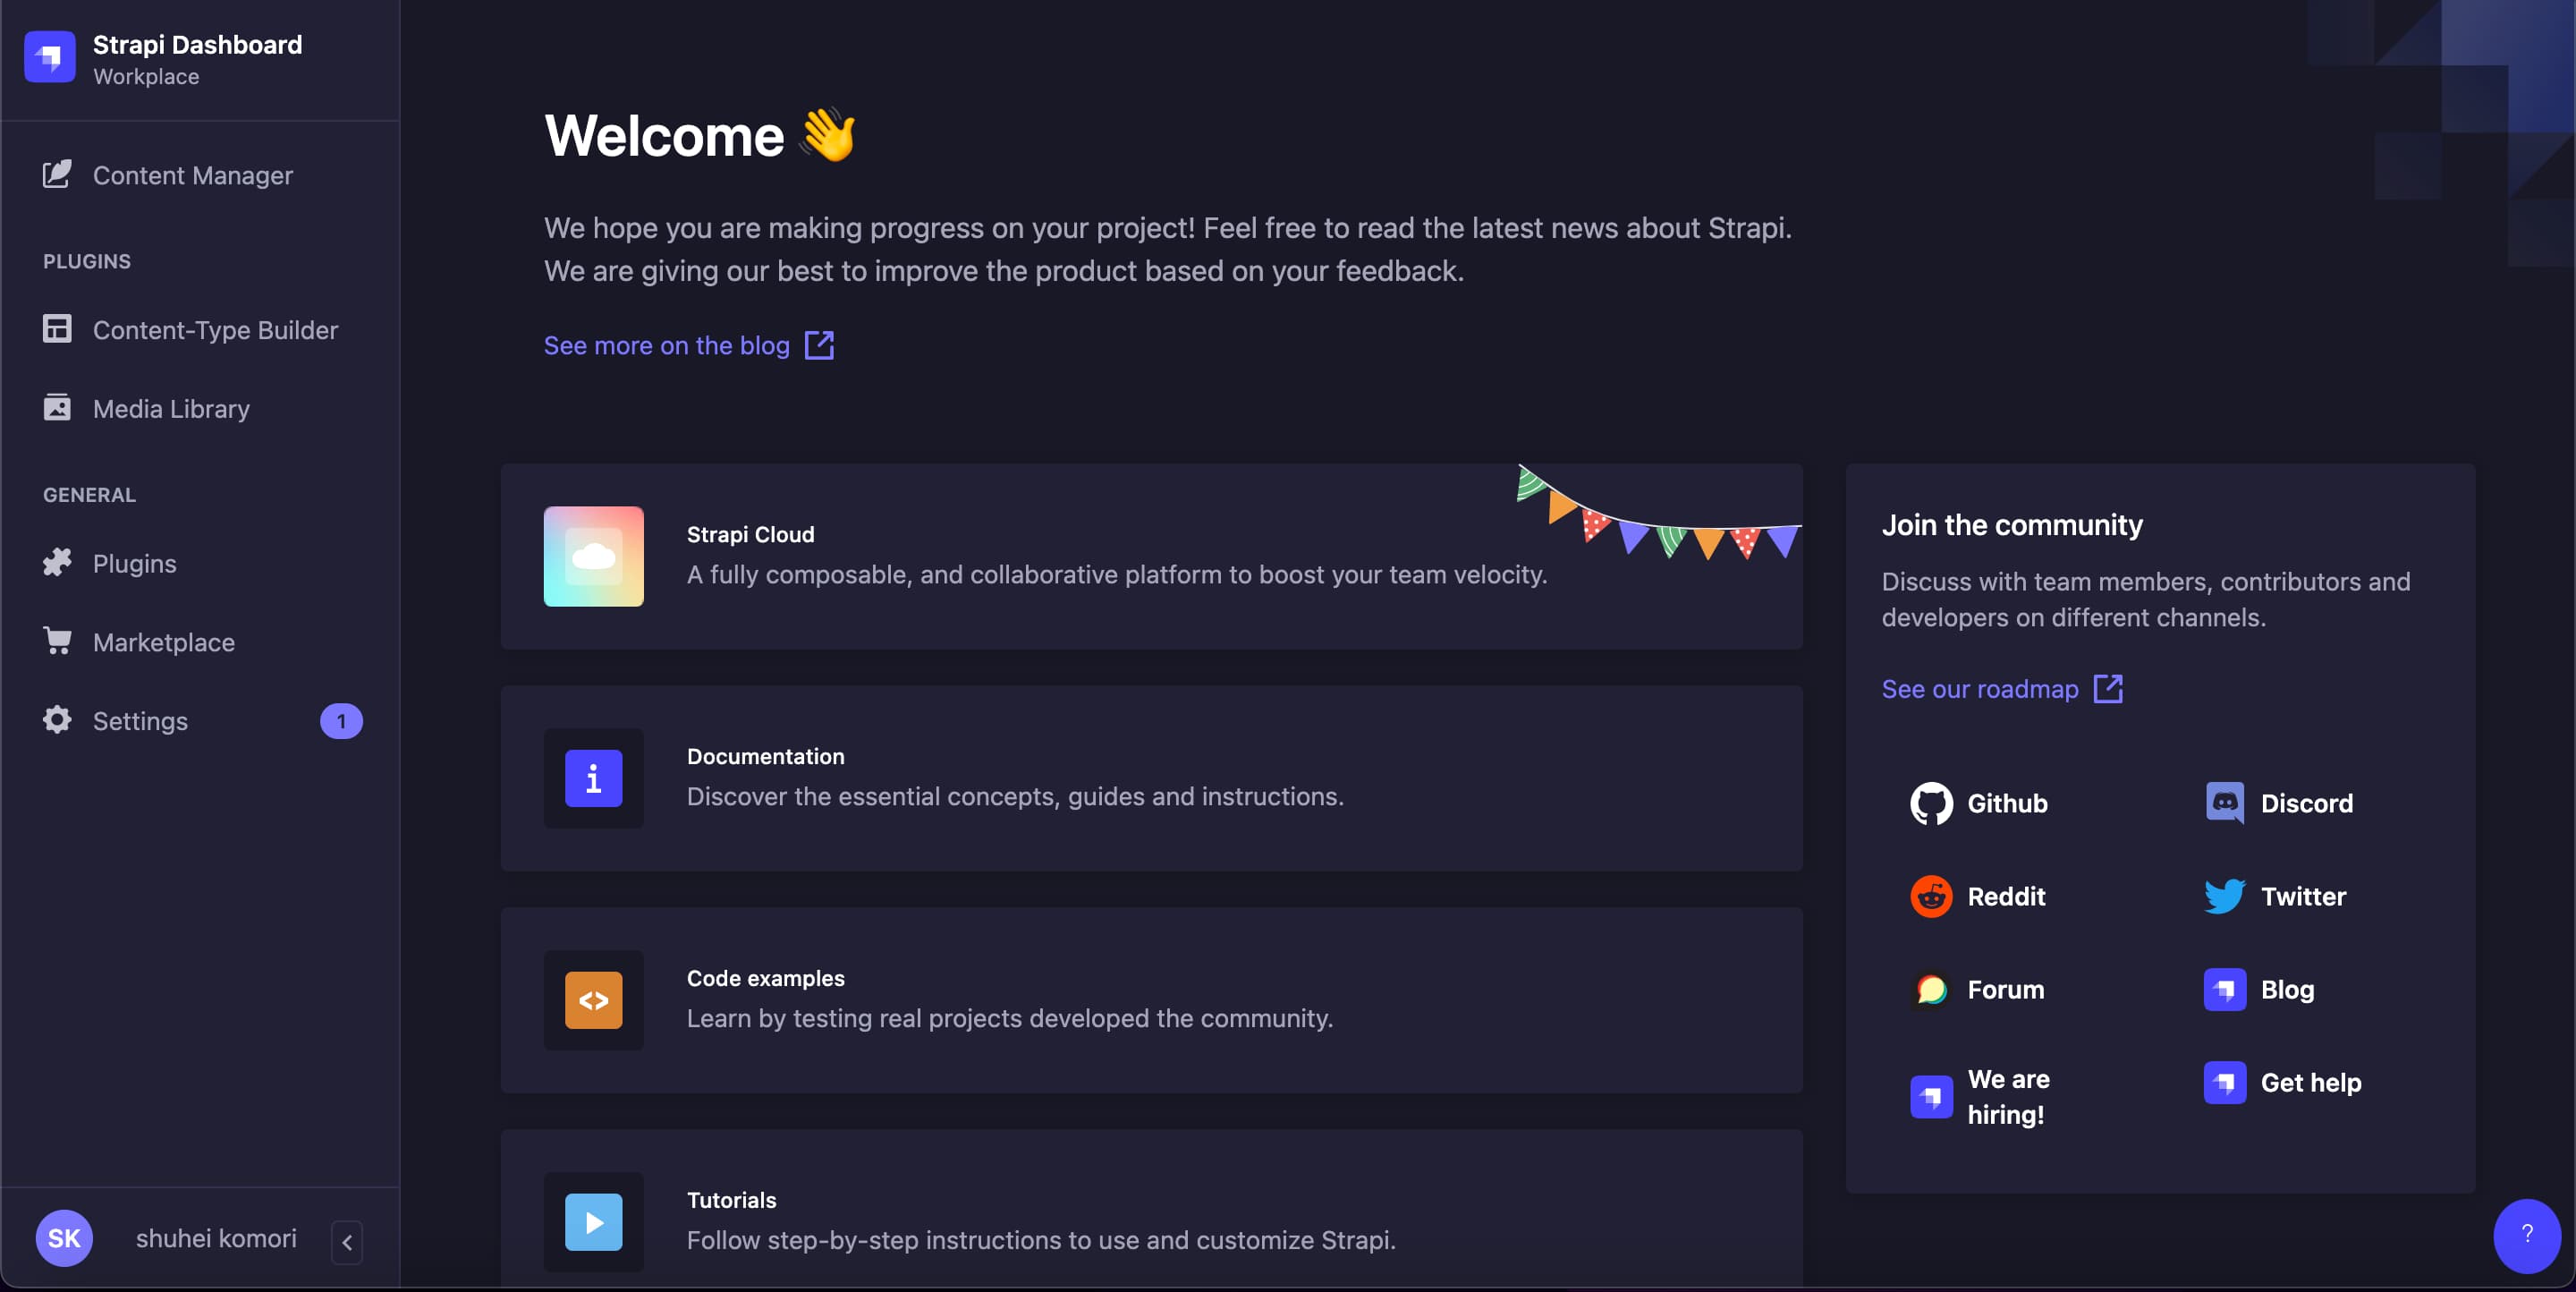 Strapi Dashboard
Workplace
Content Manager
PLUGINS
Content-Type Builder
Media Library
GENERAL
Plugins
Marketplace
Settings
1
SK
shuhei komori
Welcome 👋
We hope you are making progress on your project! Feel free to read the latest news about Strapi.
We are giving our best to improve the product based on your feedback.
See more on the blog
Strapi Cloud
A fully composable, and collaborative platform to boost your team velocity.
Documentation
Discover the essential concepts, guides and instructions.
Code examples
Learn by testing real projects developed the community.
Tutorials
Follow step-by-step instructions to use and customize Strapi.
Join the community
Discuss with team members, contributors and
developers on different channels.
See our roadmap
Github
Discord
Reddit
Twitter
Forum
Blog
We are
hiring!
Get help
?